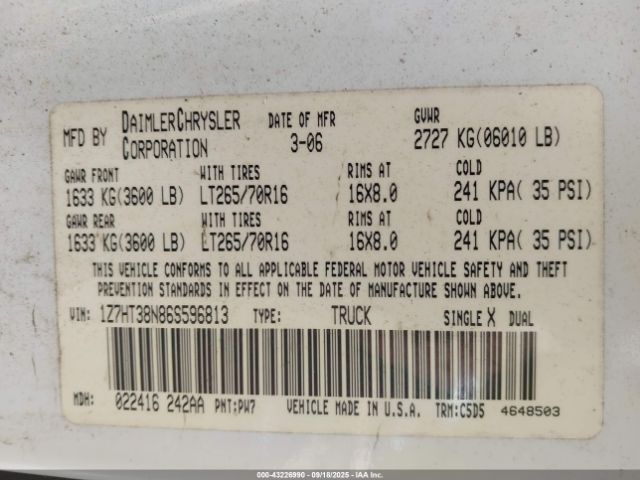 MFD BY DAIMLERCHRYSLER CORPORATION DATE OF MFR 3-06 GVWR 2727 KG(06010 LB)
GAWR FRONT WITH TIRES RIMS AT COLD
1633 KG(3600 LB) LT265/70R16 16X8.0 241 KPA( 35 PSI)
GAWR REAR WITH TIRES RIMS AT COLD
1633 KG(3600 LB) LT265/70R16 16X8.0 241 KPA( 35 PSI)
THIS VEHICLE CONFORMS TO ALL APPLICABLE FEDERAL MOTOR VEHICLE SAFETY AND THEFT
PREVENTION STANDARDS IN EFFECT ON THE DATE OF MANUFACTURE SHOWN ABOVE.
VIN: 1Z7HT38N86S596813 TYPE: TRUCK SINGLE X DUAL
MDH: 022416 242AA PNT:PW7 VEHICLE MADE IN U.S.A. TRM:C5D5 4648503
000-43226990 - 09/18/2025 - IAA Inc.